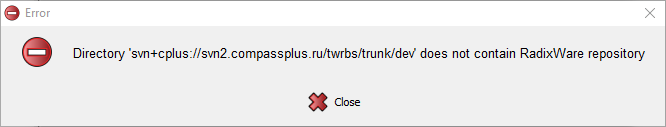 Error
Directory 'svn+cplus://svn2.compassplus.ru/twrbs/trunk/dev' does not contain RadixWare repository
Close